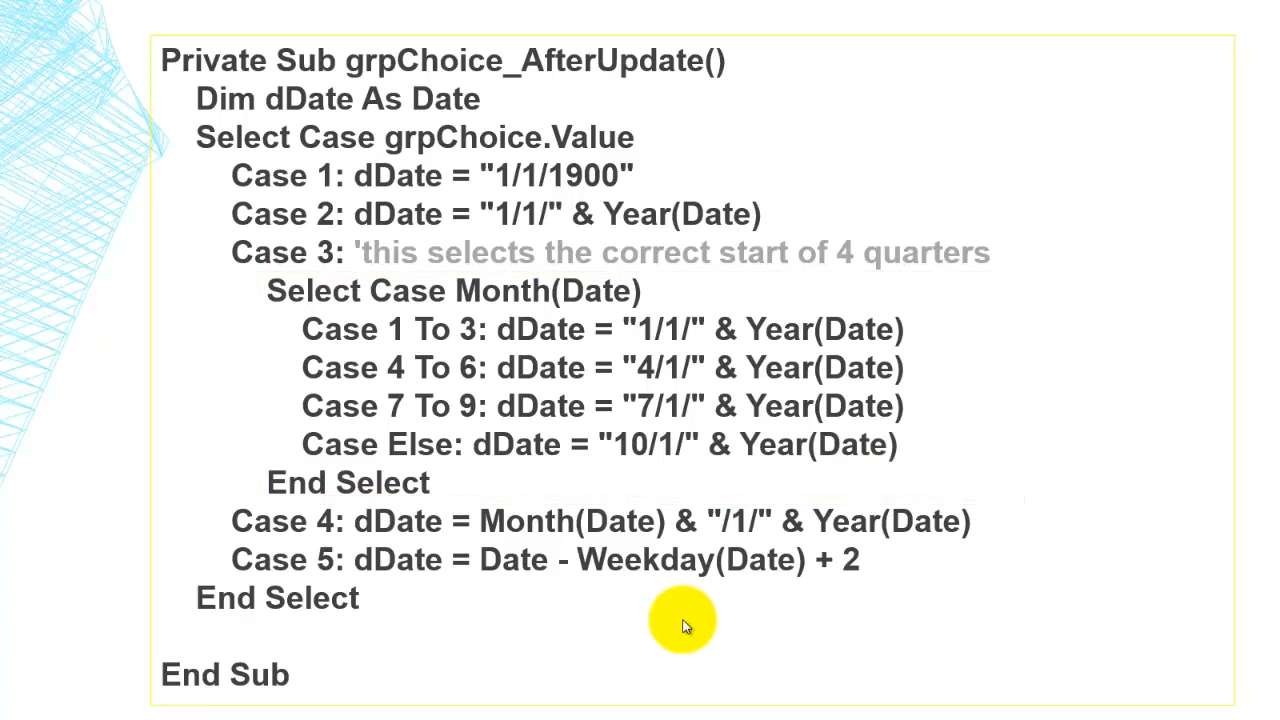 Private Sub grpChoice_AfterUpdate()
Dim dDate As Date
Select Case grpChoice.Value
Case 1: dDate = "1/1/1900"
Case 2: dDate = "1/1/" & Year(Date)
Case 3: 'this selects the correct start of 4 quarters
Select Case Month(Date)
Case 1 To 3: dDate = "1/1/" & Year(Date)
Case 4 To 6: dDate = "4/1/" & Year(Date)
Case 7 To 9: dDate = "7/1/" & Year(Date)
Case Else: dDate = "10/1/" & Year(Date)
End Select
Case 4: dDate = Month(Date) & "/1/" & Year(Date)
Case 5: dDate = Date - Weekday(Date) + 2
End Select
End Sub